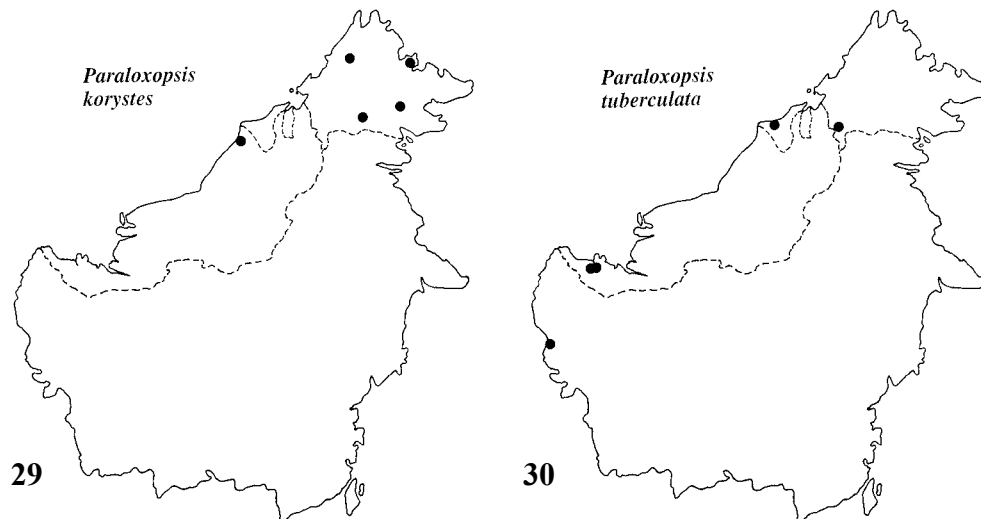 Paraloxopsis
korystes
29
Paraloxopsis
tuberculata
30